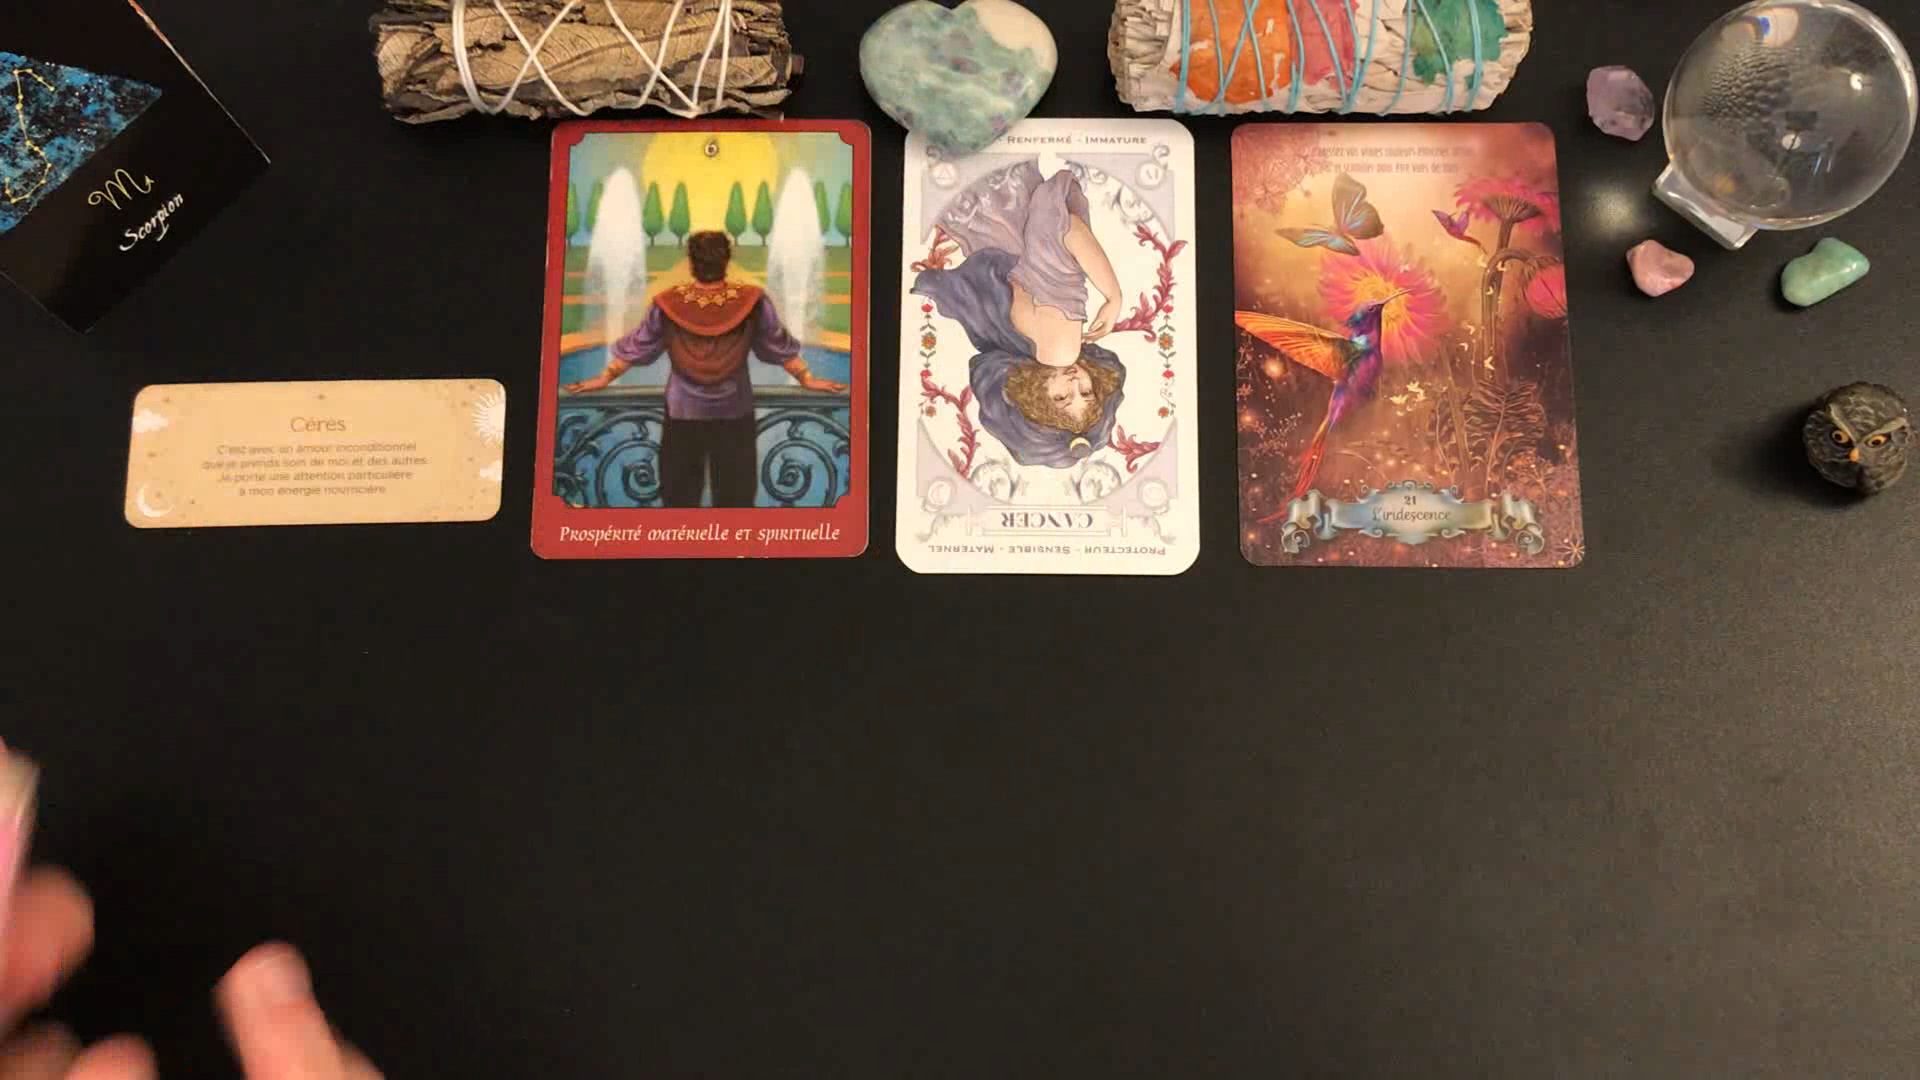 Scorpion
Cérès
C'est avec un amour inconditionnel
que je prends soin de moi et des autres.
Je porte une attention particulière
à mon énergie nourricière.
6
Prospérité matérielle et spirituelle
- Renfermé - Immature
CANCER
Protecteur - Sensible - Maternel
21
L'iridescence